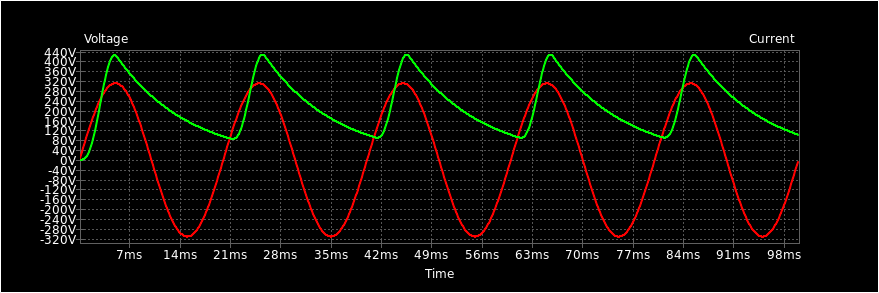 Voltage Current
440V
400V
360V
320V
280V
240V
200V
160V
120V
80V
40V
0V
-40V
-80V
-120V
-160V
-200V
-240V
-280V
-320V
7ms 14ms 21ms 28ms 35ms 42ms 49ms 56ms 63ms 70ms 77ms 84ms 91ms 98ms
Time